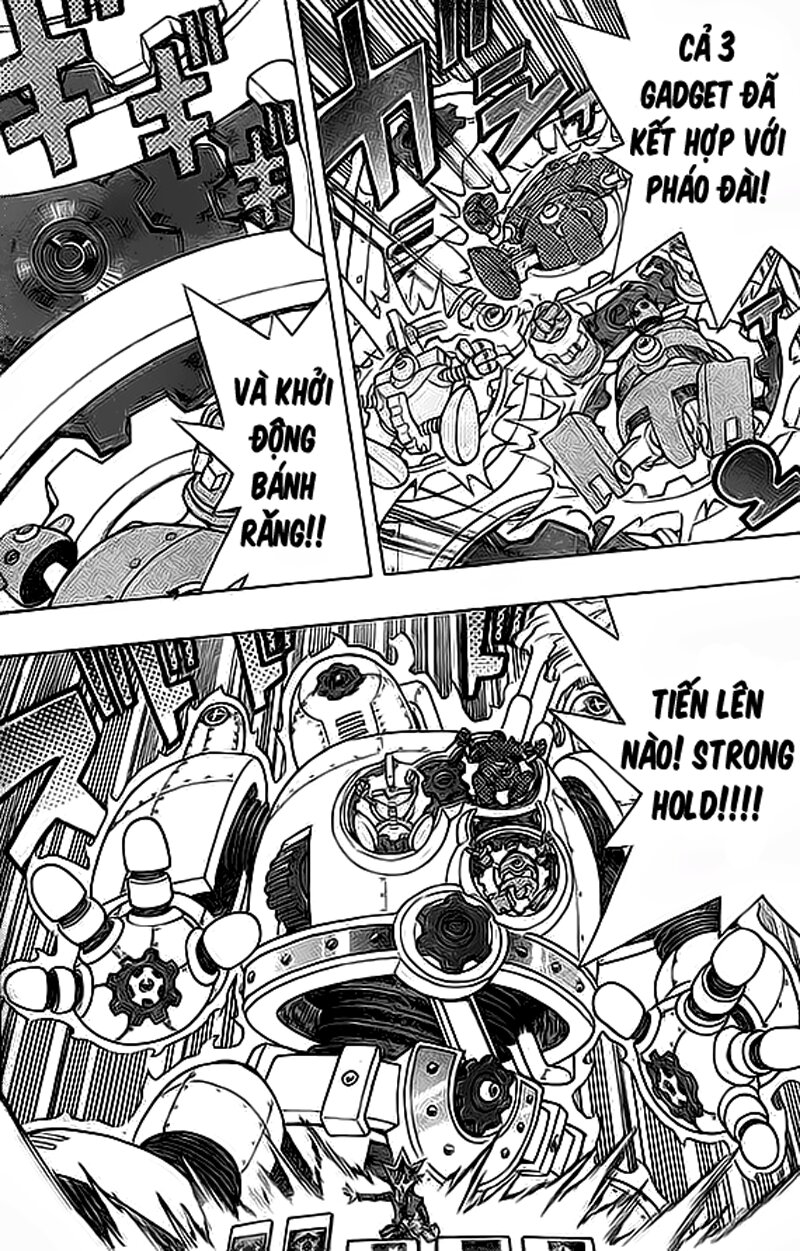 CẢ 3
GADGET ĐÃ
KẾT HỢP VỚI
PHÁO ĐÀI!
VÀ KHỞI
ĐỘNG
BÁNH
RĂNG!!
TIẾN LÊN
NÀO! STRONG
HOLD!!!!